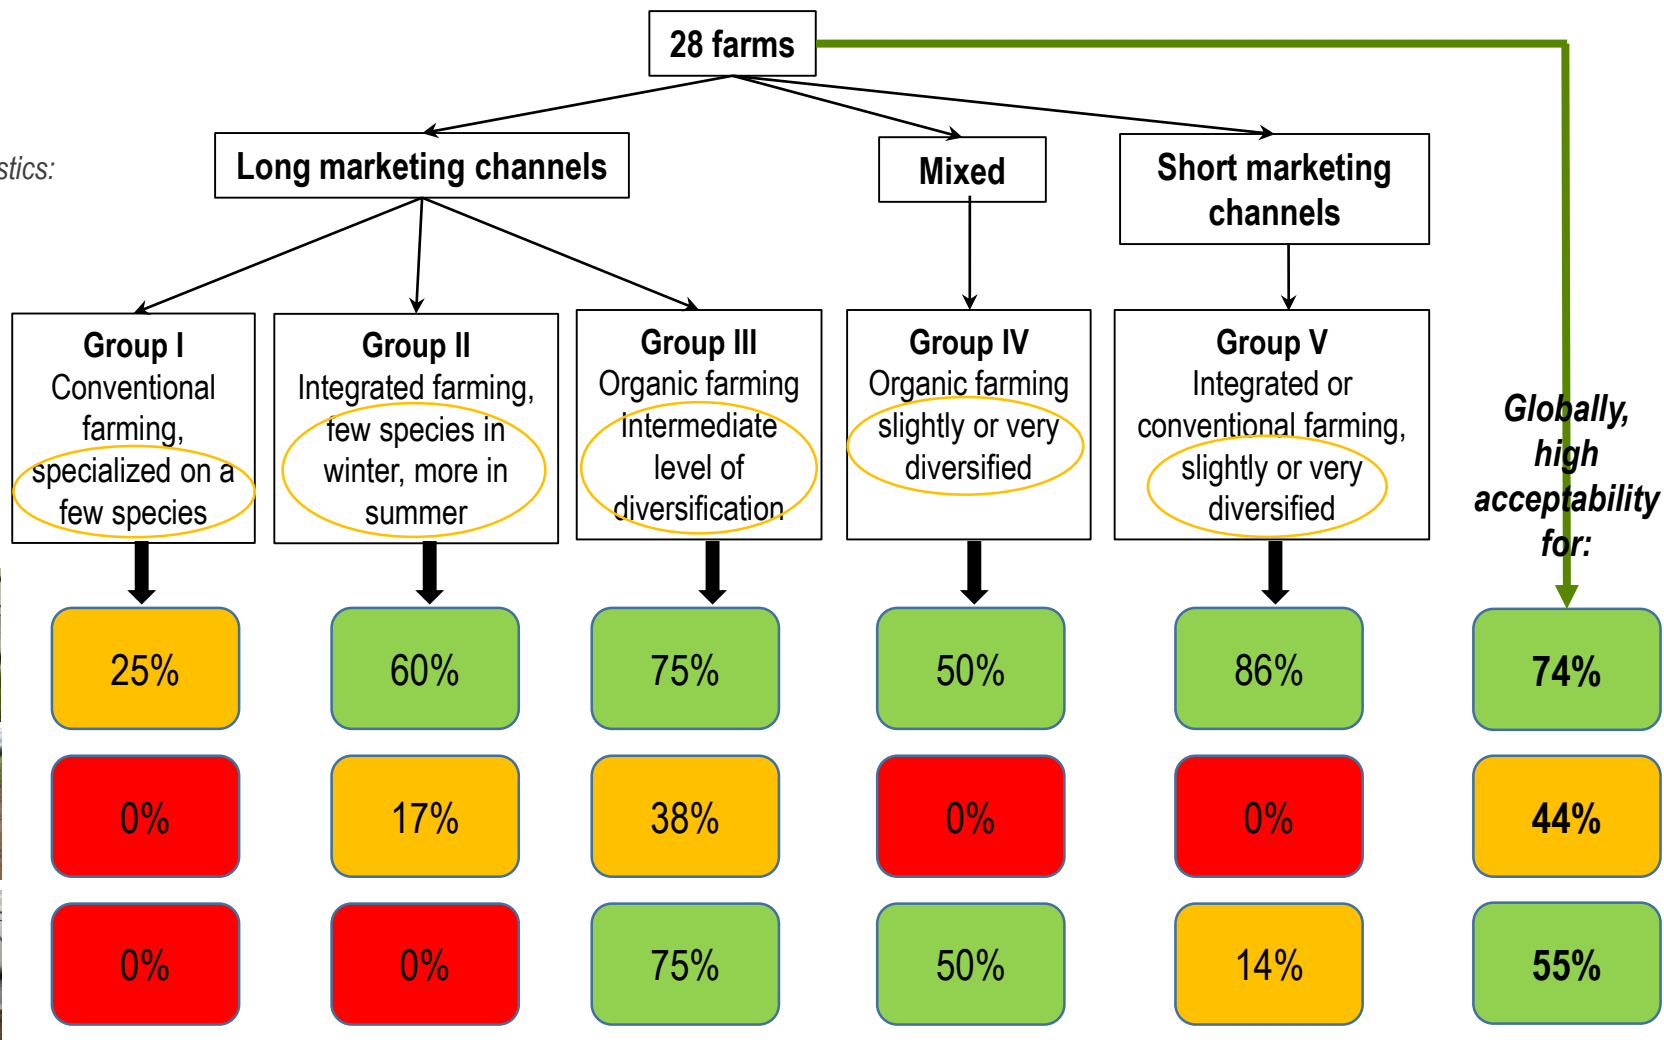 28 farms
stics:
Long marketing channels
Mixed
Short marketing
channels
Group I
Conventional
farming,
specialized on a
few species
Group II
Integrated farming,
few species in
winter, more in
summer
Group III
Organic farming
Intermediate
level of
diversification
Group IV
Organic farming
slightly or very
diversified
Group V
Integrated or
conventional farming,
slightly or very
diversified
Globally,
high
acceptability
for:
25%
60%
75%
50%
86%
74%
0%
17%
38%
0%
0%
44%
0%
0%
75%
50%
14%
55%